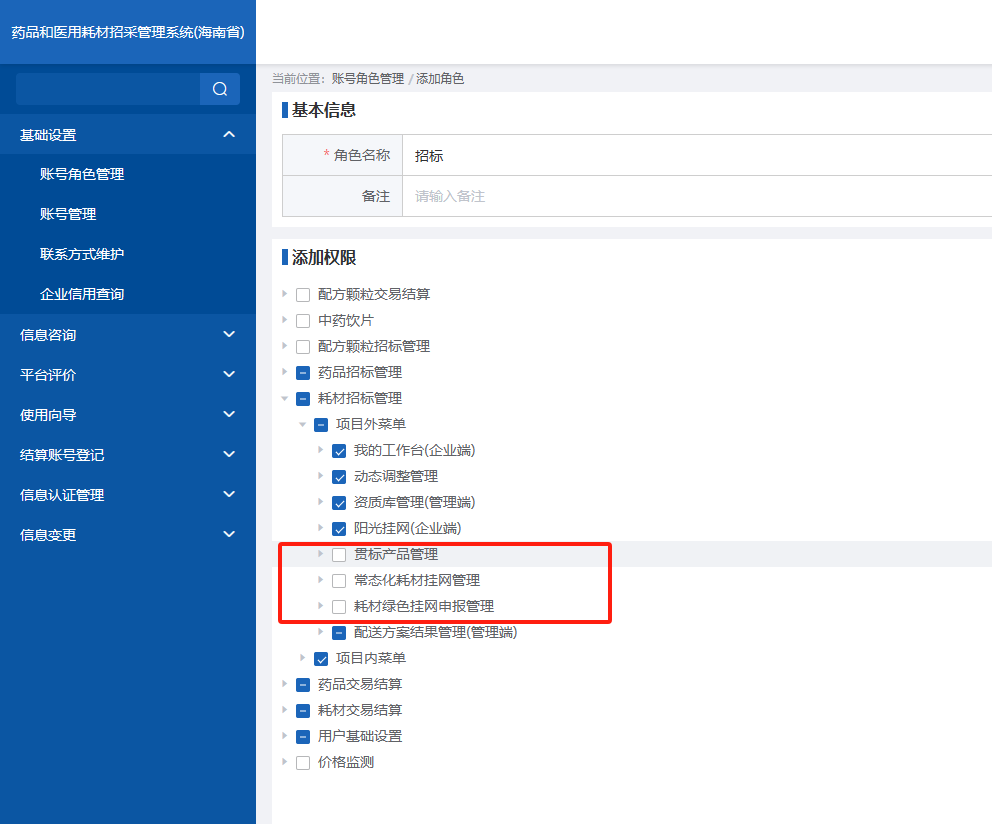 药品和医用耗材招采管理系统(海南省)
当前位置：账号角色管理 / 添加角色
基础设置
账号角色管理
账号管理
联系方式维护
企业信用查询
信息咨询
平台评价
使用向导
结算账号登记
信息认证管理
信息变更
基本信息
* 角色名称 招标
备注 请输入备注
添加权限
配方颗粒交易结算
中药饮片
配方颗粒招标管理
药品招标管理
耗材招标管理
项目外菜单
我的工作台(企业端)
动态调整管理
资质库管理(管理端)
阳光挂网(企业端)
贯标产品管理
常态化耗材挂网管理
耗材绿色挂网申报管理
配送方案结果管理(管理端)
项目内菜单
药品交易结算
耗材交易结算
用户基础设置
价格监测